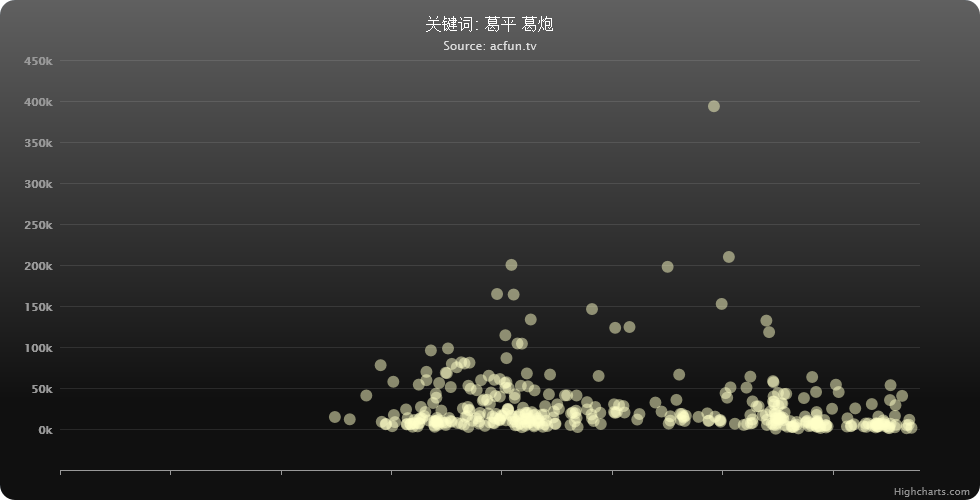 关键词: 葛平 葛炮
Source: acfun.tv
450k
400k
350k
300k
250k
200k
150k
100k
50k
0k
Highcharts.com